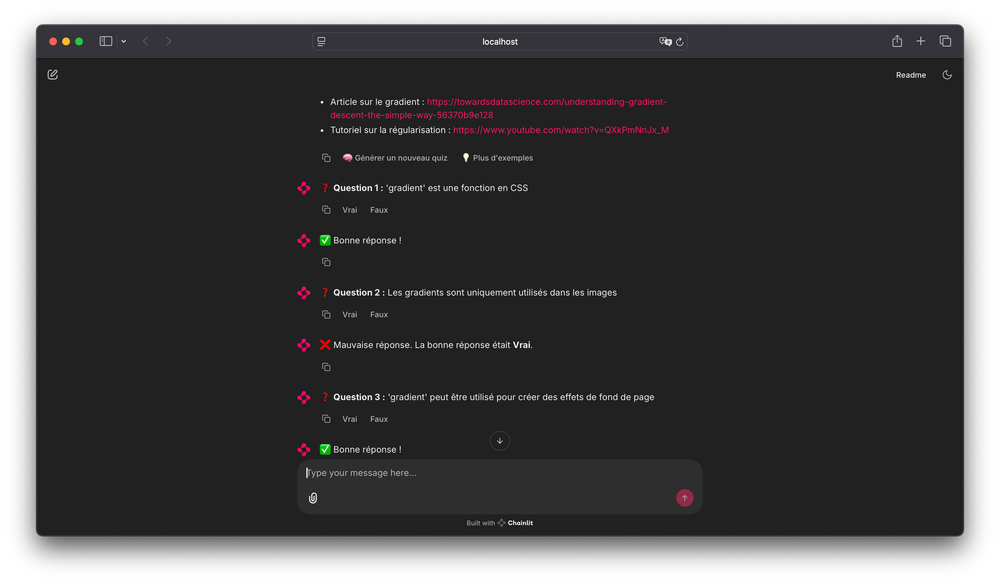 localhost
Readme
• Article sur le gradient : https://towardsdatascience.com/understanding-gradient-
descent-the-simple-way-56370b9e128
• Tutoriel sur la régularisation : https://www.youtube.com/watch?v=QXkPmNnJx_M
🧠 Générer un nouveau quiz 💡 Plus d'exemples
❓ Question 1 : 'gradient' est une fonction en CSS
Vrai Faux
✅ Bonne réponse !
❓ Question 2 : Les gradients sont uniquement utilisés dans les images
Vrai Faux
❌ Mauvaise réponse. La bonne réponse était Vrai.
❓ Question 3 : 'gradient' peut être utilisé pour créer des effets de fond de page
Vrai Faux
✅ Bonne réponse !
Type your message here...
Built with Chainlit